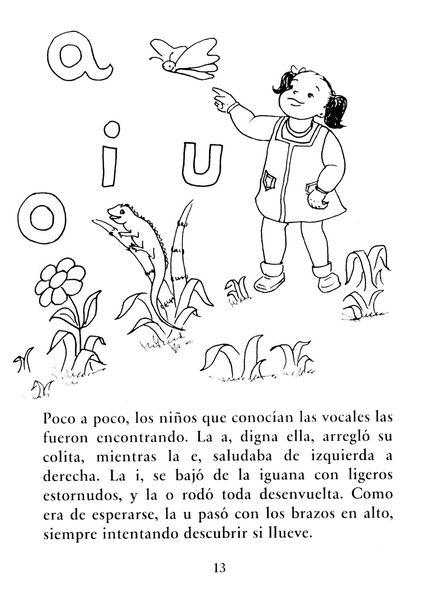 a
i
u
o
Poco a poco, los niños que conocían las vocales las
fueron encontrando. La a, digna ella, arregló su
colita, mientras la e, saludaba de izquierda a
derecha. La i, se bajó de la iguana con ligeros
estornudos, y la o rodó toda desenvuelta. Como
era de esperarse, la u pasó con los brazos en alto,
siempre intentando descubrir si llueve.
13